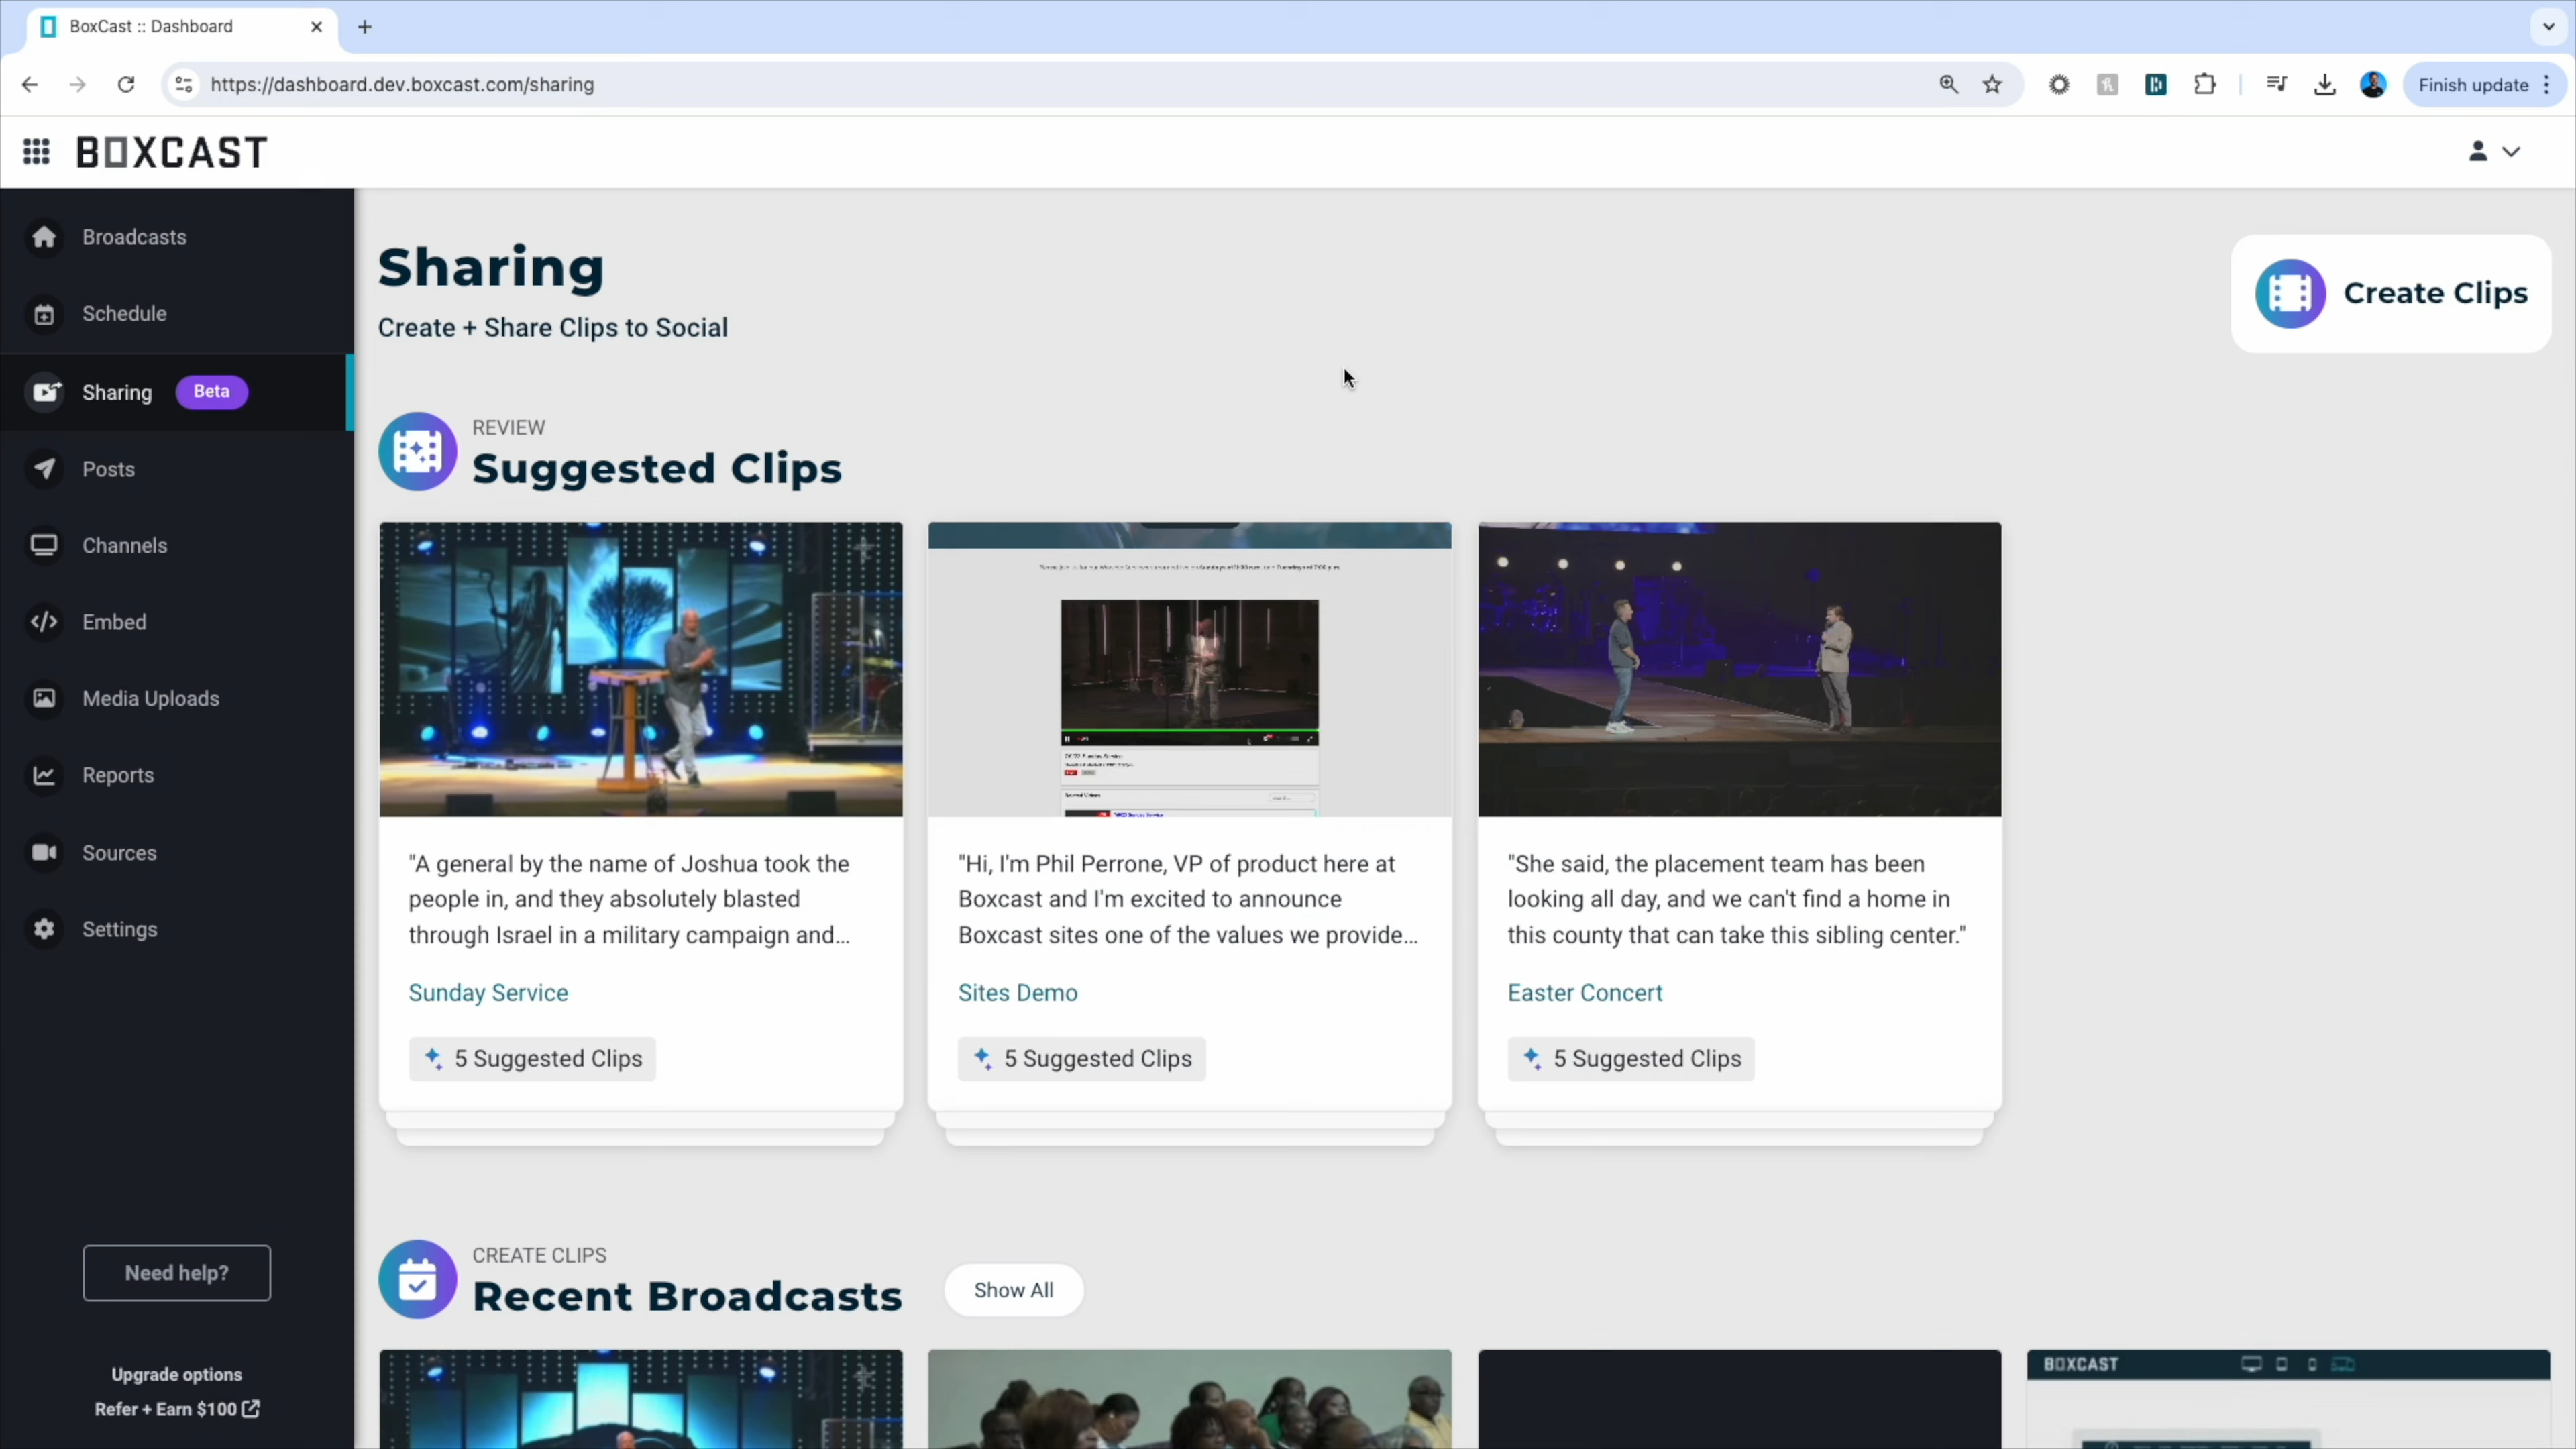 BoxCast :: Dashboard
https://dashboard.dev.boxcast.com/sharing
Finish update
BOXCAST
Broadcasts
Schedule
Sharing Beta
Posts
Channels
Embed
Media Uploads
Reports
Sources
Settings
Need help?
Upgrade options
Refer + Earn $100
Sharing
Create + Share Clips to Social
Create Clips
REVIEW
Suggested Clips
"A general by the name of Joshua took the
people in, and they absolutely blasted
through Israel in a military campaign and...
Sunday Service
5 Suggested Clips
"Hi, I'm Phil Perrone, VP of product here at
Boxcast and I'm excited to announce
Boxcast sites one of the values we provide...
Sites Demo
5 Suggested Clips
"She said, the placement team has been
looking all day, and we can't find a home in
this county that can take this sibling center."
Easter Concert
5 Suggested Clips
CREATE CLIPS
Recent Broadcasts
Show All
BOXCAST